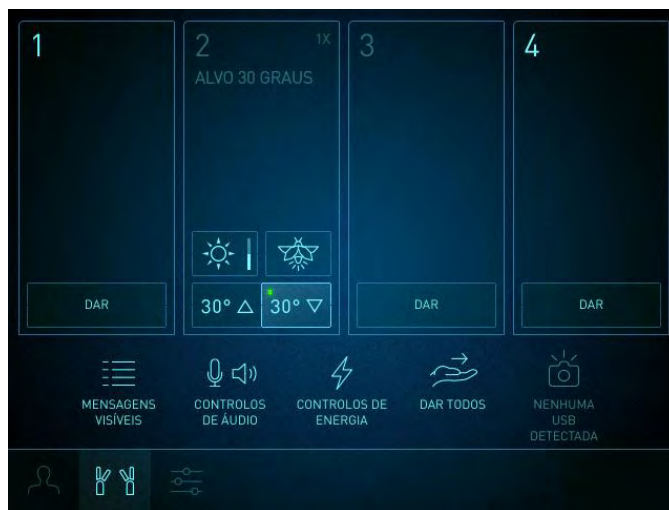 1
2
1X
ALVO 30 GRAUS
3
4
DAR
30° △
30° ▽
DAR
DAR
MENSAGENS
VISÍVEIS
CONTROLOS
DE ÁUDIO
CONTROLOS DE
ENERGIA
DAR TODOS
NENHUMA
USB
DETECTADA